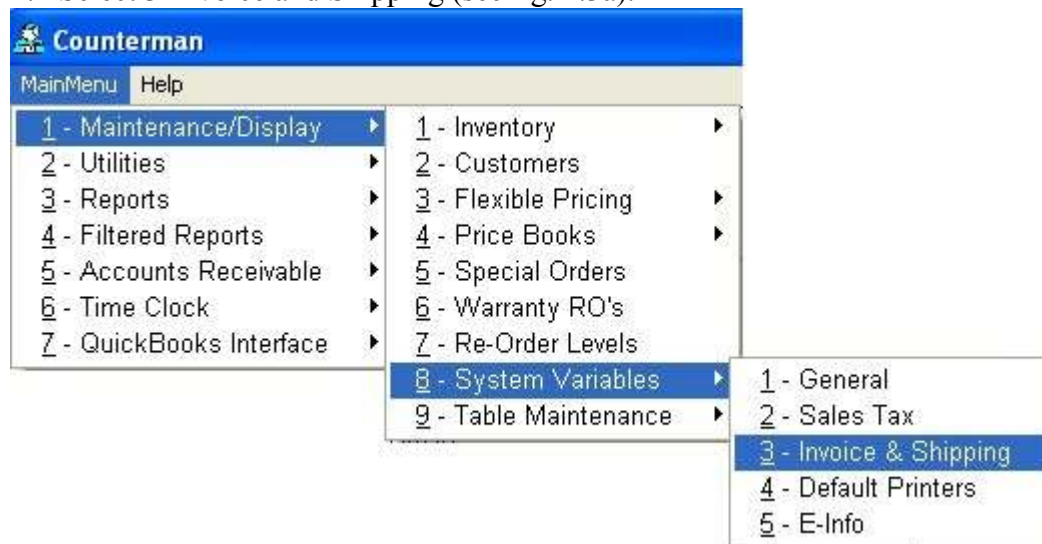 Counterman
MainMenu Help
1 - Maintenance/Display
2 - Utilities
3 - Reports
4 - Filtered Reports
5 - Accounts Receivable
6 - Time Clock
7 - QuickBooks Interface
1 - Inventory
2 - Customers
3 - Flexible Pricing
4 - Price Books
5 - Special Orders
6 - Warranty RO's
7 - Re-Order Levels
8 - System Variables
9 - Table Maintenance
1 - General
2 - Sales Tax
3 - Invoice & Shipping
4 - Default Printers
5 - E-Info